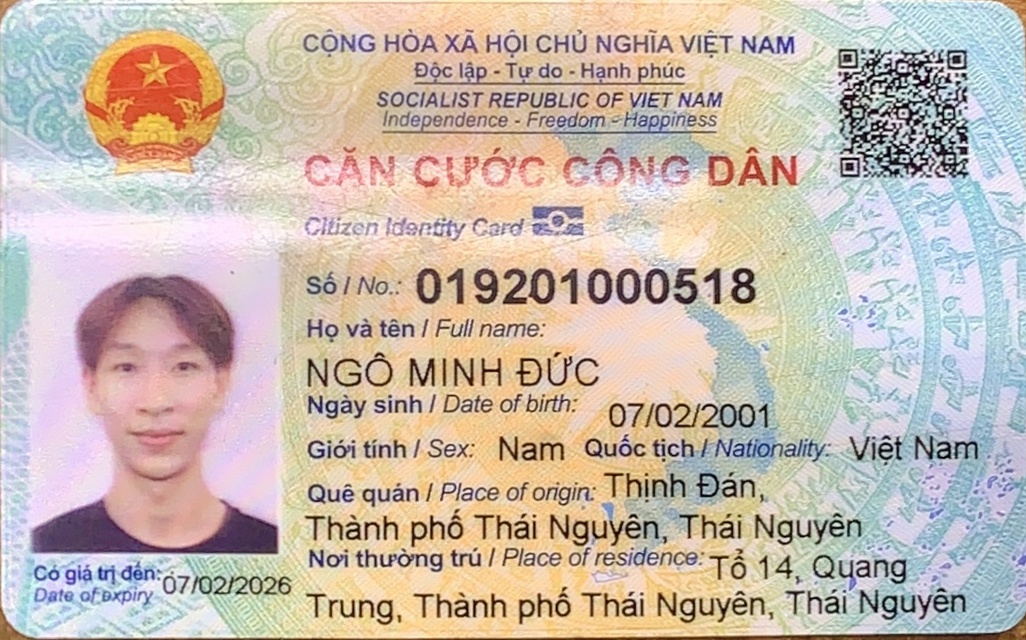 CỘNG HÒA XÃ HỘI CHỦ NGHĨA VIỆT NAM
Độc lập - Tự do - Hạnh phúc
SOCIALIST REPUBLIC OF VIET NAM
Independence - Freedom - Happiness
CĂN CƯỚC CÔNG DÂN
Citizen Identity Card
Số / No.: 019201000518
Họ và tên / Full name:
NGÔ MINH ĐỨC
Ngày sinh / Date of birth: 07/02/2001
Giới tính / Sex: Nam Quốc tịch / Nationality: Việt Nam
Quê quán / Place of origin: Thịnh Đán,
Thành phố Thái Nguyên, Thái Nguyên
Nơi thường trú / Place of residence: Tổ 14, Quang
Trung, Thành phố Thái Nguyên, Thái Nguyên
Có giá trị đến: 07/02/2026
Date of expiry